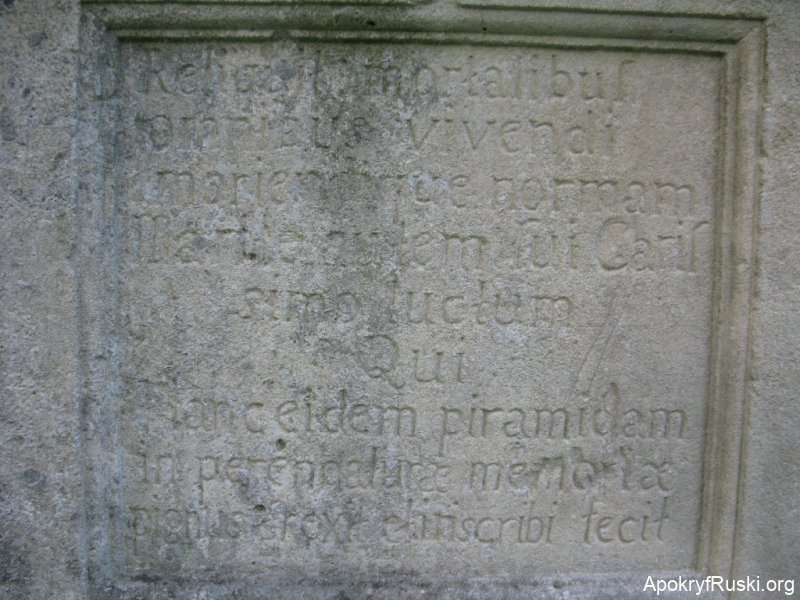 Reliquit mortalibus
omnibus vivendi
moriendique normam
Marito autem sui Caris
simo luctum
Qui
Hanc eidem piramidam
in perennaturæ memoriæ
pignus erexit et inscribi fecit
ApokryfRuski.org